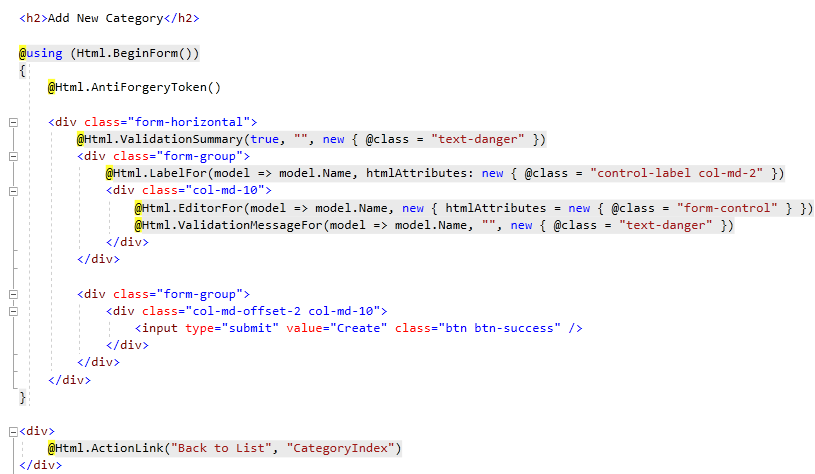 <h2>Add New Category</h2>
@using (Html.BeginForm())
{
@Html.AntiForgeryToken()
<div class="form-horizontal">
@Html.ValidationSummary(true, "", new { @class = "text-danger" })
<div class="form-group">
@Html.LabelFor(model => model.Name, htmlAttributes: new { @class = "control-label col-md-2" })
<div class="col-md-10">
@Html.EditorFor(model => model.Name, new { htmlAttributes = new { @class = "form-control" } })
@Html.ValidationMessageFor(model => model.Name, "", new { @class = "text-danger" })
</div>
</div>
<div class="form-group">
<div class="col-md-offset-2 col-md-10">
<input type="submit" value="Create" class="btn btn-success" />
</div>
</div>
</div>
}
<div>
@Html.ActionLink("Back to List", "CategoryIndex")
</div>